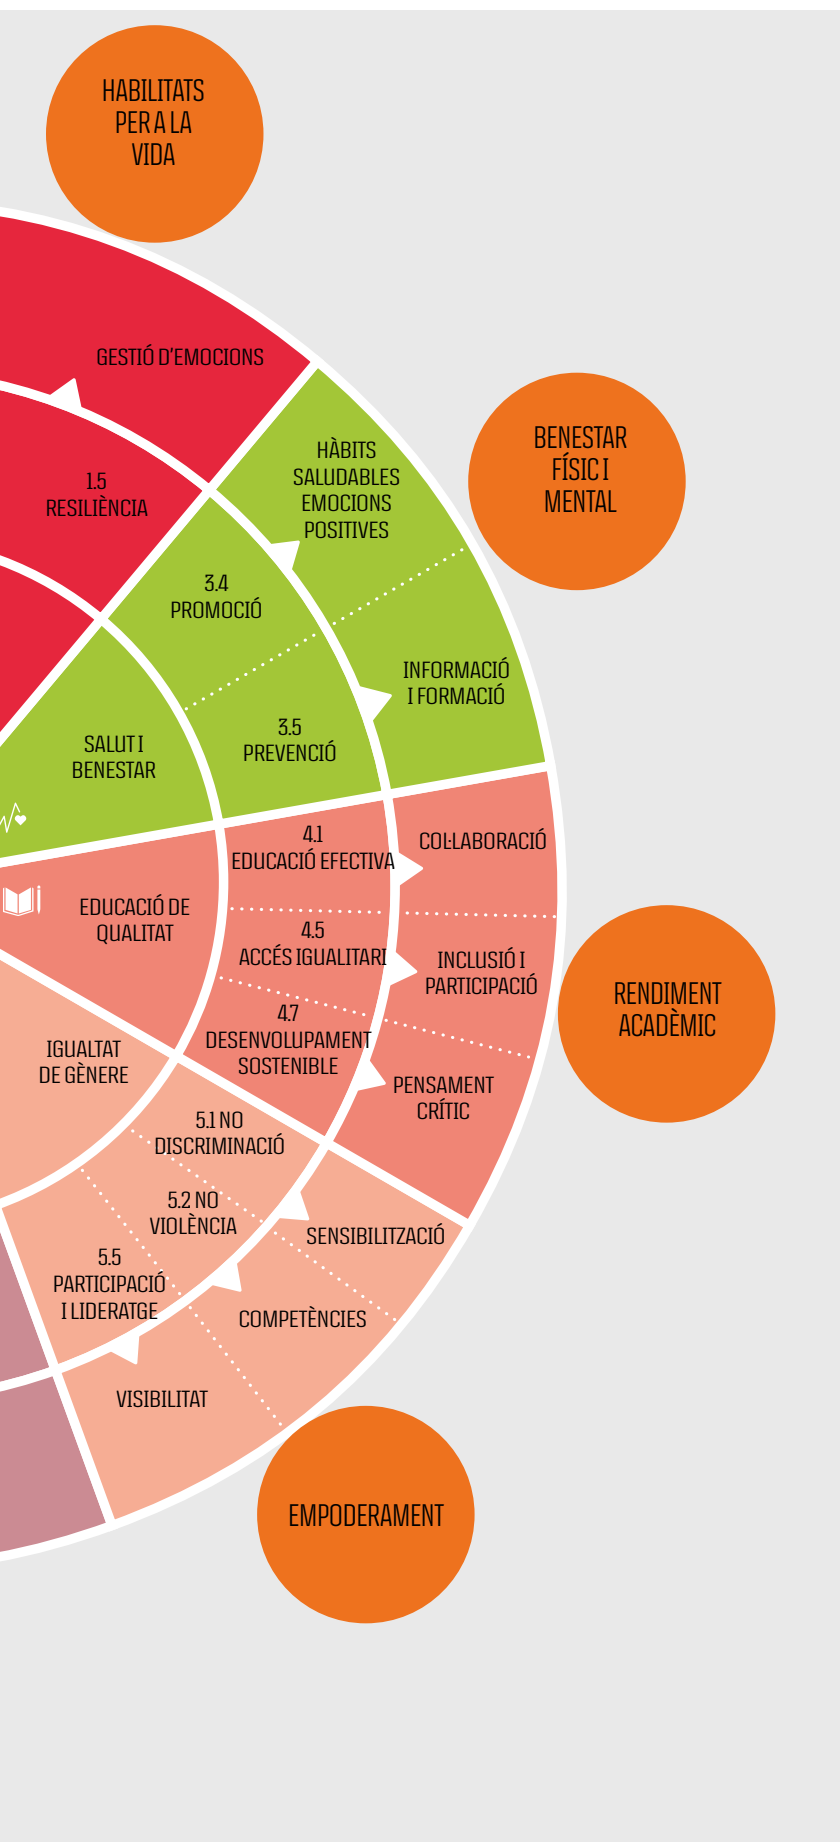 HABILITATS
PER A LA
VIDA
GESTIÓ D'EMOCIONS
1.5
RESILIÈNCIA
HÀBITS
SALUDABLES
EMOCIONS
POSITIVES
BENESTAR
FÍSIC I
MENTAL
3.4
PROMOCIÓ
INFORMACIÓ
I FORMACIÓ
3.5
PREVENCIÓ
SALUT I
BENESTAR
4.1
EDUCACIÓ EFECTIVA
COL·LABORACIÓ
EDUCACIÓ DE
QUALITAT
4.5
ACCÉS IGUALITARI
INCLUSIÓ I
PARTICIPACIÓ
RENDIMENT
ACADÈMIC
4.7
DESENVOLUPAMENT
SOSTENIBLE
PENSAMENT
CRÍTIC
IGUALTAT
DE GÈNERE
5.1 NO
DISCRIMINACIÓ
5.2 NO
VIOLÈNCIA
SENSIBILITZACIÓ
5.5
PARTICIPACIÓ
I LIDERATGE
COMPETÈNCIES
VISIBILITAT
EMPODERAMENT